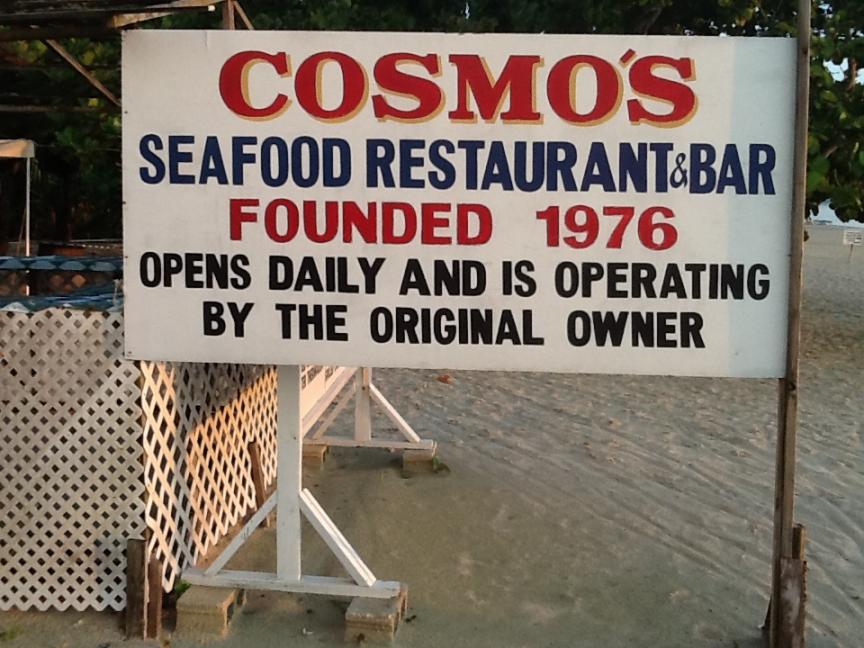 COSMO'S
SEAFOOD RESTAURANT & BAR
FOUNDED 1976
OPENS DAILY AND IS OPERATING
BY THE ORIGINAL OWNER